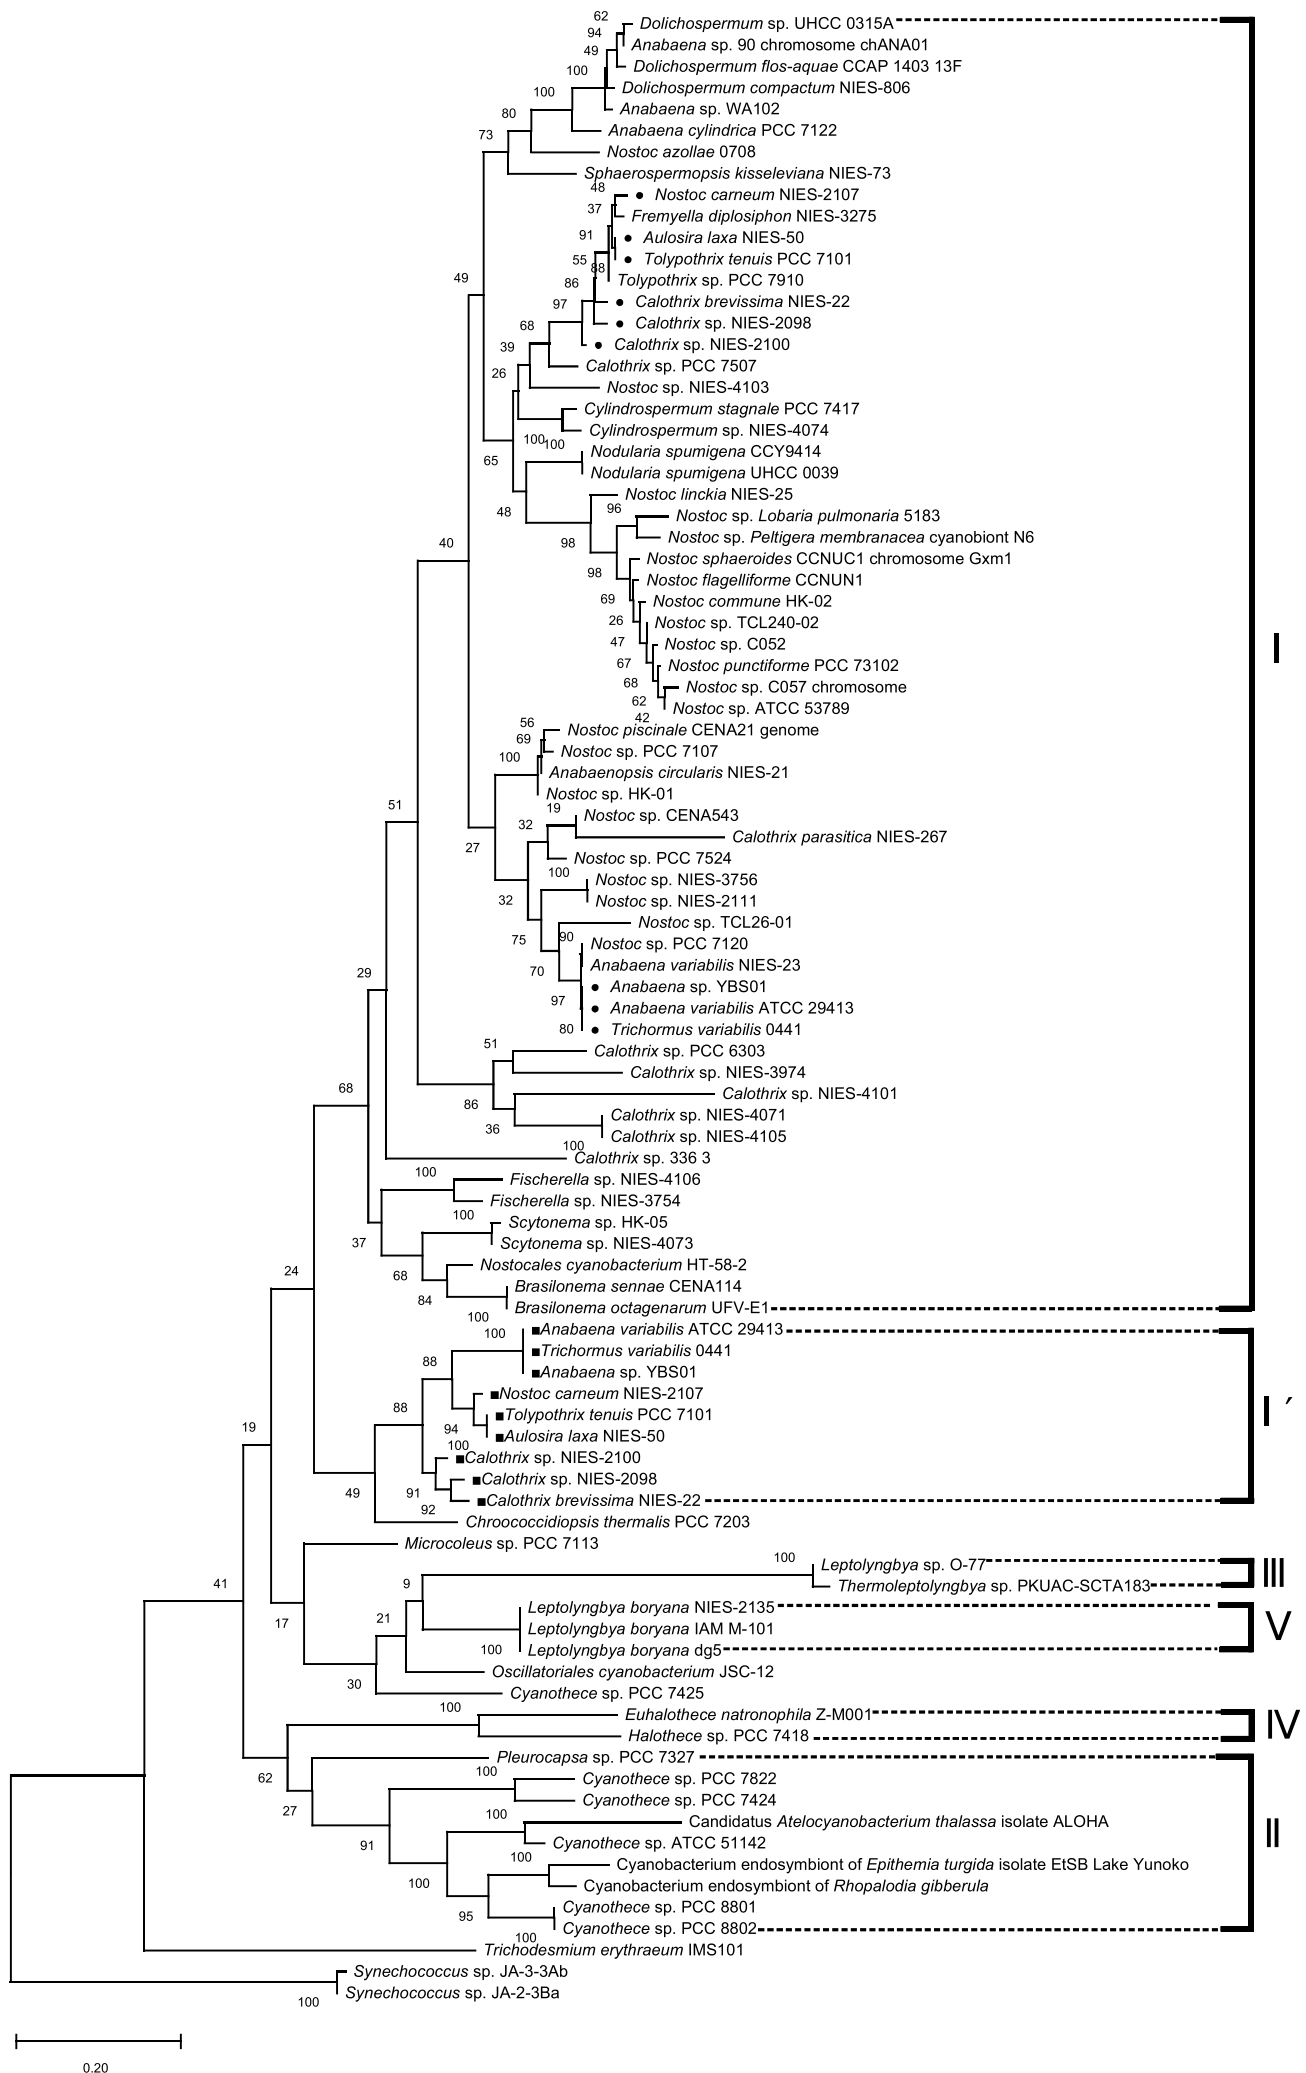 62
Dolichospermum sp. UHCC 0315A
94
Anabaena sp. 90 chromosome chANA01
49
Dolichospermum flos-aquae CCAP 1403 13F
100
Dolichospermum compactum NIES-806
100
Anabaena sp. WA102
80
Anabaena cylindrica PCC 7122
73
Nostoc azollae 0708
Sphaerospermopsis kisseleviana NIES-73
48
● Nostoc carneum NIES-2107
37
Fremyella diplosiphon NIES-3275
91
● Aulosira laxa NIES-50
55
● Tolypothrix tenuis PCC 7101
88
49
Tolypothrix sp. PCC 7910
86
● Calothrix brevissima NIES-22
97
● Calothrix sp. NIES-2098
68
● Calothrix sp. NIES-2100
39
Calothrix sp. PCC 7507
26
Nostoc sp. NIES-4103
Cylindrospermum stagnale PCC 7417
Cylindrospermum sp. NIES-4074
100
100
Nodularia spumigena CCY9414
65
Nodularia spumigena UHCC 0039
Nostoc linckia NIES-25
96
48
Nostoc sp. Lobaria pulmonaria 5183
Nostoc sp. Peltigera membranacea cyanobiont N6
40
98
Nostoc sphaeroides CCNUC1 chromosome Gxm1
98
Nostoc flagelliforme CCNUN1
69
Nostoc commune HK-02
26
Nostoc sp. TCL240-02
47
Nostoc sp. C052
I
67
Nostoc punctiforme PCC 73102
68
Nostoc sp. C057 chromosome
62
Nostoc sp. ATCC 53789
42
56
Nostoc piscinale CENA21 genome
69
Nostoc sp. PCC 7107
100
Anabaenopsis circularis NIES-21
Nostoc sp. HK-01
51
19
Nostoc sp. CENA543
32
Calothrix parasitica NIES-267
27
Nostoc sp. PCC 7524
100
Nostoc sp. NIES-3756
32
Nostoc sp. NIES-2111
Nostoc sp. TCL26-01
75
90
Nostoc sp. PCC 7120
70
Anabaena variabilis NIES-23
29
● Anabaena sp. YBS01
97
● Anabaena variabilis ATCC 29413
80
● Trichormus variabilis 0441
51
Calothrix sp. PCC 6303
Calothrix sp. NIES-3974
68
Calothrix sp. NIES-4101
86
Calothrix sp. NIES-4071
36
Calothrix sp. NIES-4105
100
Calothrix sp. 336 3
100
Fischerella sp. NIES-4106
Fischerella sp. NIES-3754
100
Scytonema sp. HK-05
37
Scytonema sp. NIES-4073
24
Nostocales cyanobacterium HT-58-2
68
Brasilonema sennae CENA114
84
Brasilonema octagenarum UFV-E1
100
100
■Anabaena variabilis ATCC 29413
■Trichormus variabilis 0441
88
■Anabaena sp. YBS01
■Nostoc carneum NIES-2107
88
■Tolypothrix tenuis PCC 7101
I ′
19
94
■Aulosira laxa NIES-50
100
■Calothrix sp. NIES-2100
■Calothrix sp. NIES-2098
49
91
■Calothrix brevissima NIES-22
92
Chroococcidiopsis thermalis PCC 7203
Microcoleus sp. PCC 7113
100
Leptolyngbya sp. O-77
III
41
9
Thermoleptolyngbya sp. PKUAC-SCTA183
Leptolyngbya boryana NIES-2135
17
21
Leptolyngbya boryana IAM M-101
V
100
Leptolyngbya boryana dg5
Oscillatoriales cyanobacterium JSC-12
30
Cyanothece sp. PCC 7425
100
Euhalothece natronophila Z-M001
IV
Halothece sp. PCC 7418
Pleurocapsa sp. PCC 7327
62
100
Cyanothece sp. PCC 7822
27
Cyanothece sp. PCC 7424
100
Candidatus Atelocyanobacterium thalassa isolate ALOHA
II
91
Cyanothece sp. ATCC 51142
100
Cyanobacterium endosymbiont of Epithemia turgida isolate EtSB Lake Yunoko
100
Cyanobacterium endosymbiont of Rhopalodia gibberula
95
Cyanothece sp. PCC 8801
Cyanothece sp. PCC 8802
100
Trichodesmium erythraeum IMS101
Synechococcus sp. JA-3-3Ab
100
Synechococcus sp. JA-2-3Ba
0.20